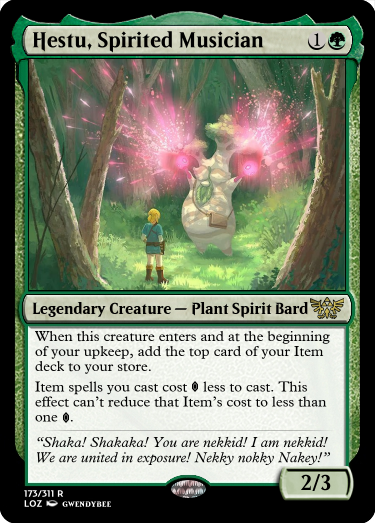 Hestu, Spirited Musician 1
Legendary Creature — Plant Spirit Bard
When this creature enters and at the beginning
of your upkeep, add the top card of your Item
deck to your store.
Item spells you cast cost less to cast. This
effect can't reduce that Item's cost to less than
one .
“Shaka! Shakaka! You are nekkid! I am nekkid!
We are united in exposure! Nekky nokky Nakey!”
2/3
173/311 R
LOZ GWENDYBEE